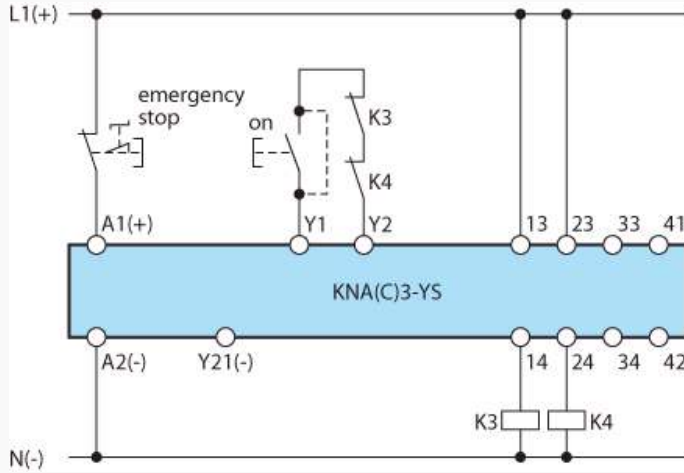 L1(+)
emergency
stop
on
K3
K4
A1(+)
Y1
Y2
13
23
33
41
KNA(C)3-YS
A2(-)
Y21(-)
14
24
34
42
K3
K4
N(-)